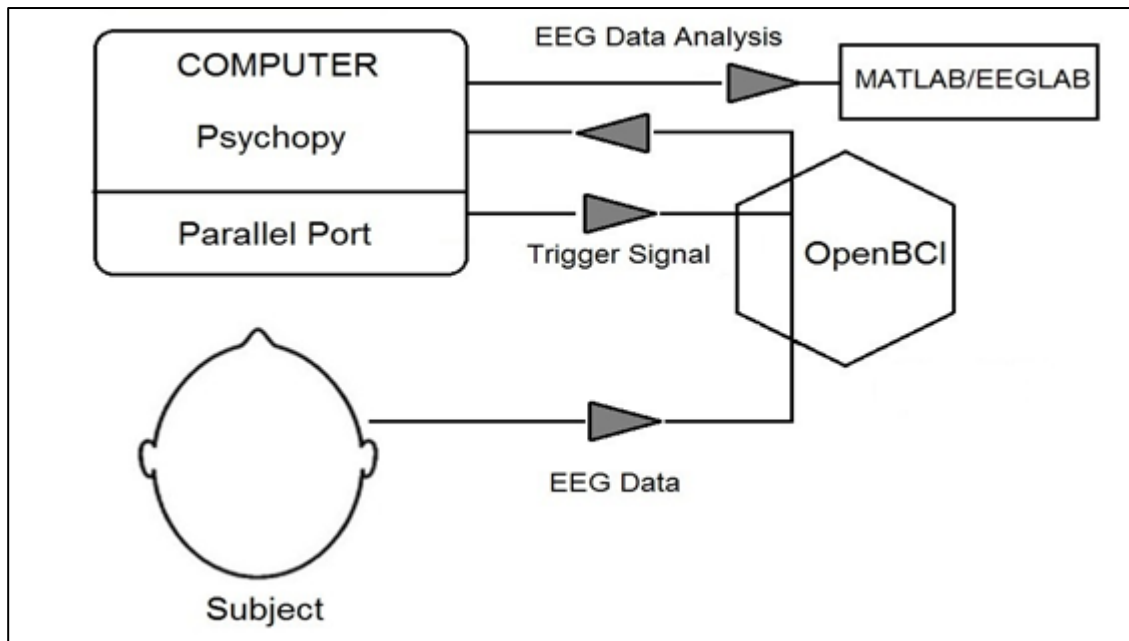 EEG Data Analysis
COMPUTER
MATLAB/EEGLAB
Psychopy
Parallel Port
Trigger Signal
OpenBCI
EEG Data
Subject